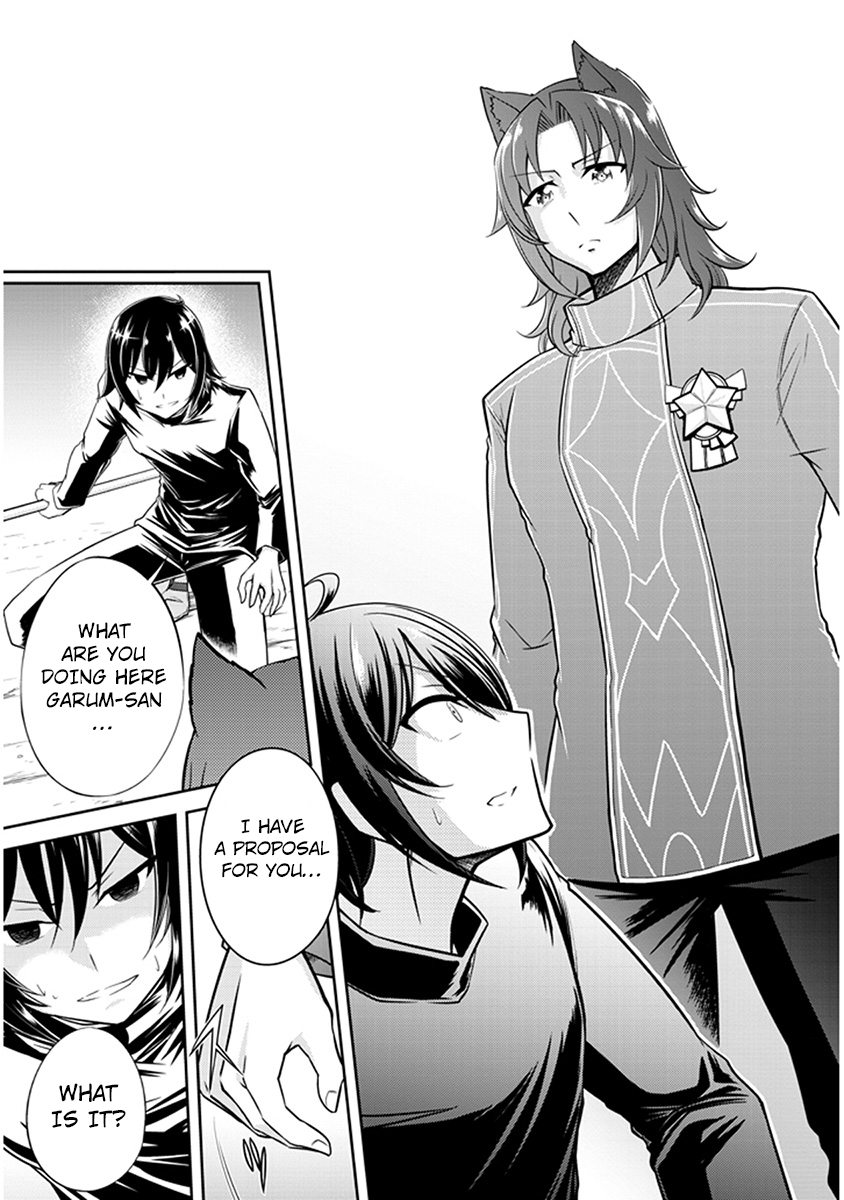 WHAT
ARE YOU
DOING HERE
GARUM-SAN
...
I HAVE
A PROPOSAL
FOR YOU...
WHAT
IS IT?